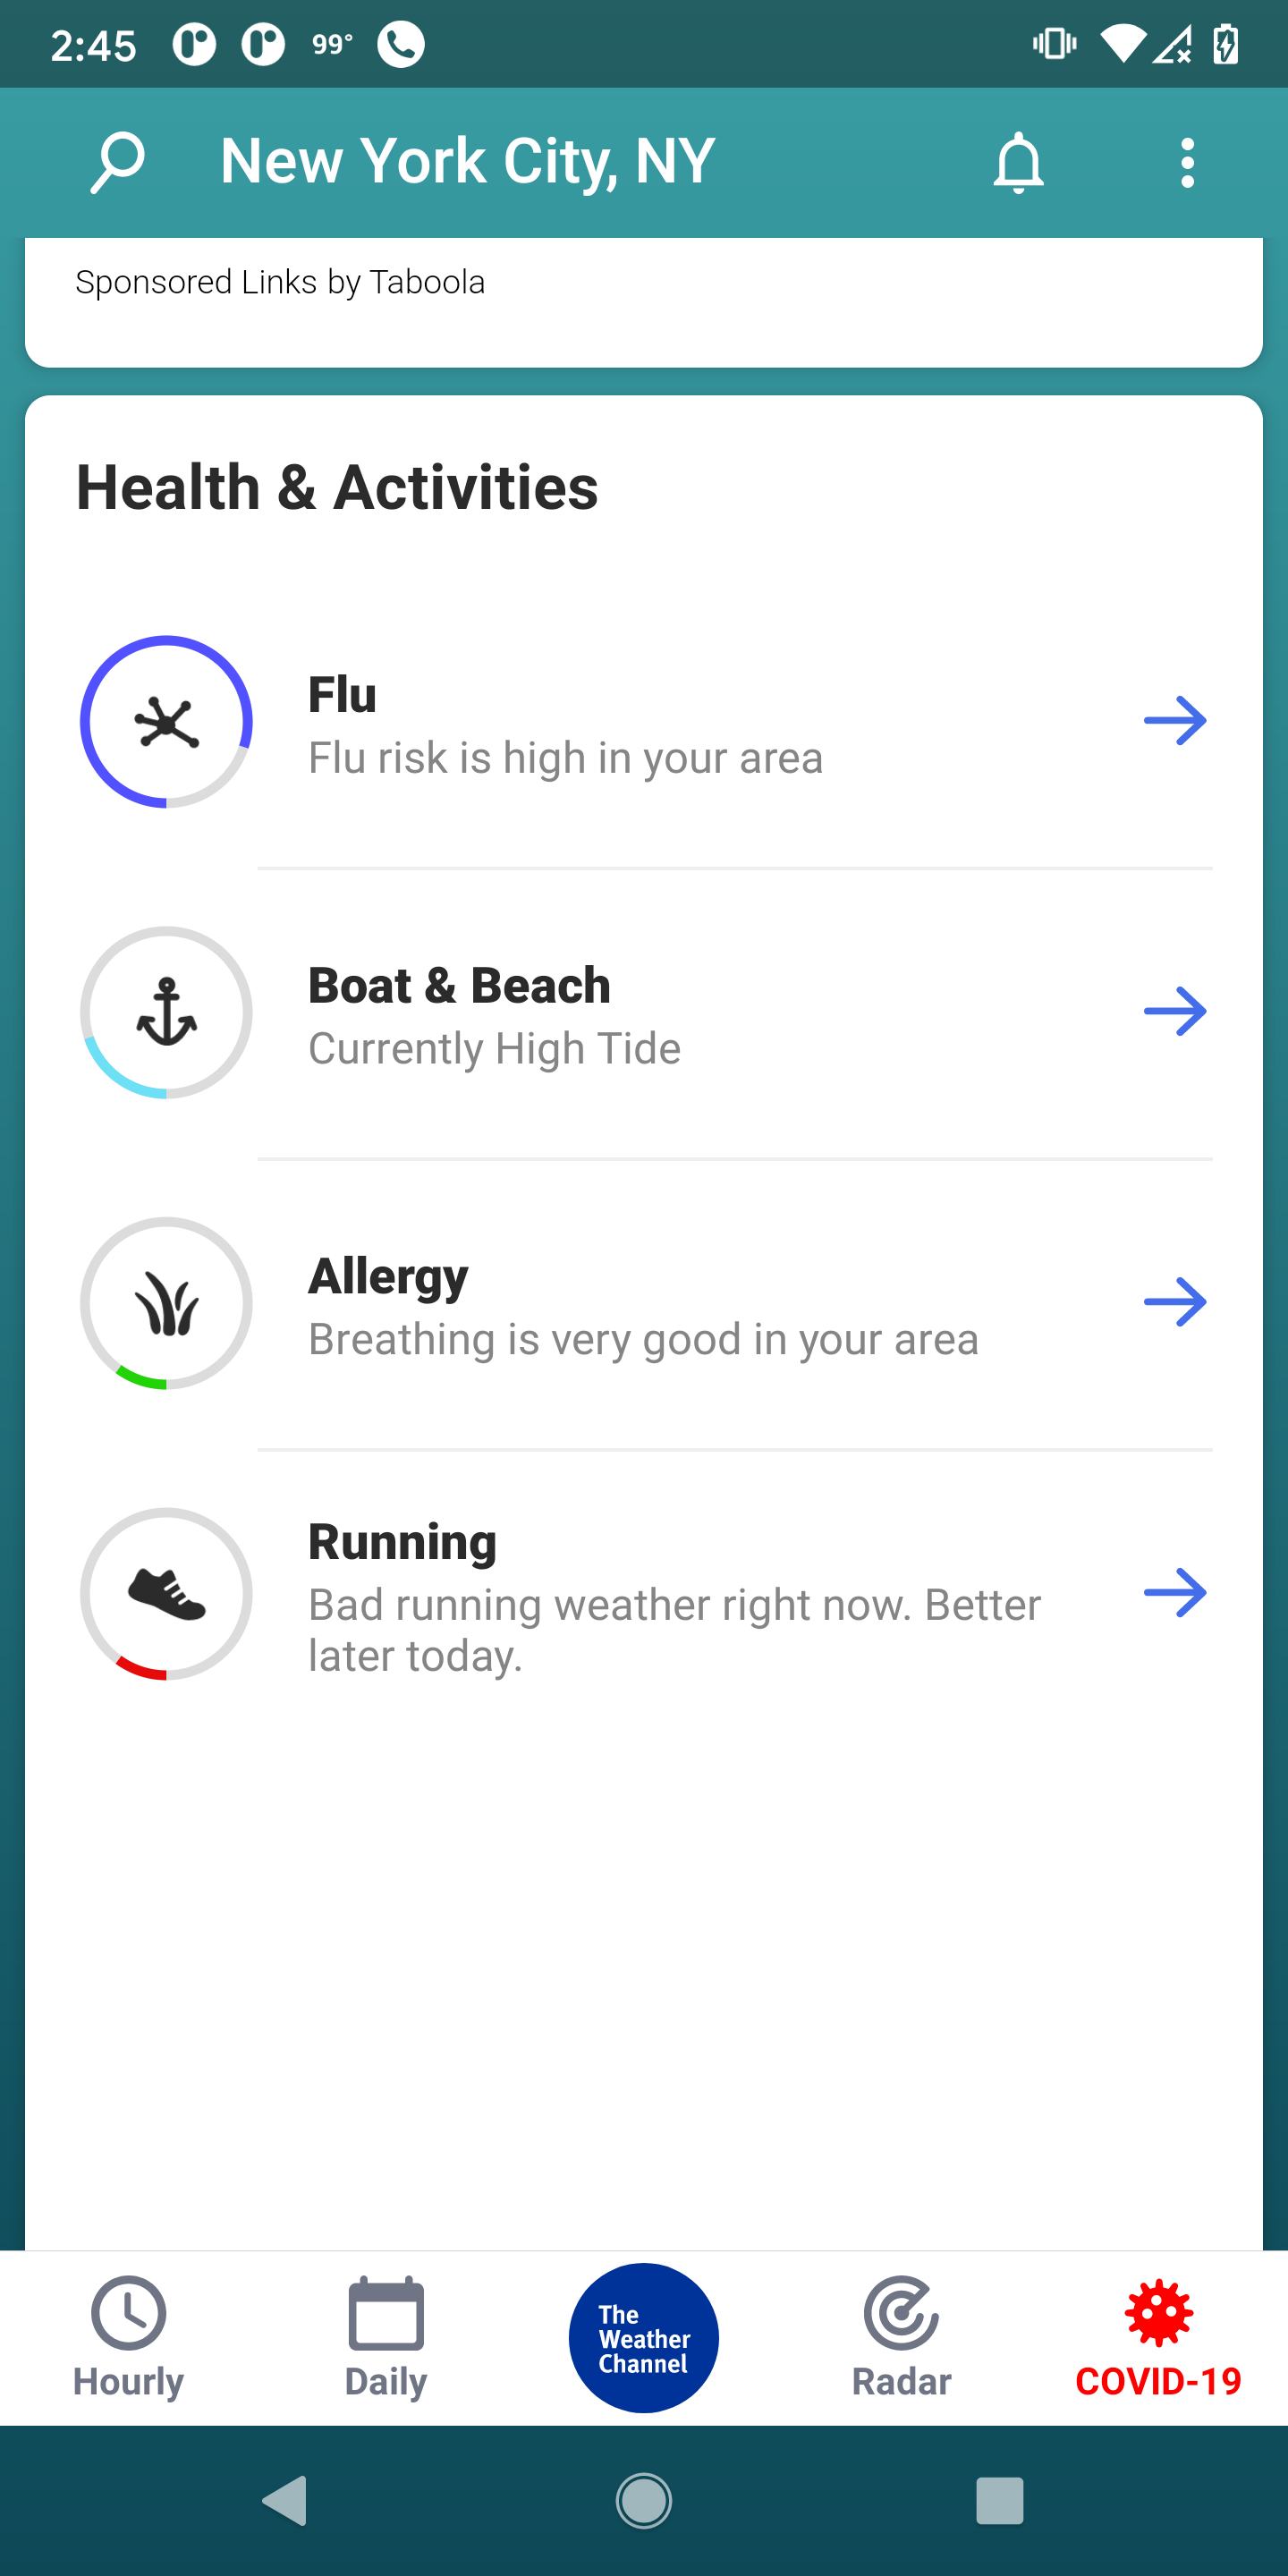 2:45 99°
New York City, NY
Sponsored Links by Taboola
Health & Activities
Flu
Flu risk is high in your area
Boat & Beach
Currently High Tide
Allergy
Breathing is very good in your area
Running
Bad running weather right now. Better
later today.
The
Weather
Channel
Hourly Daily Radar COVID-19